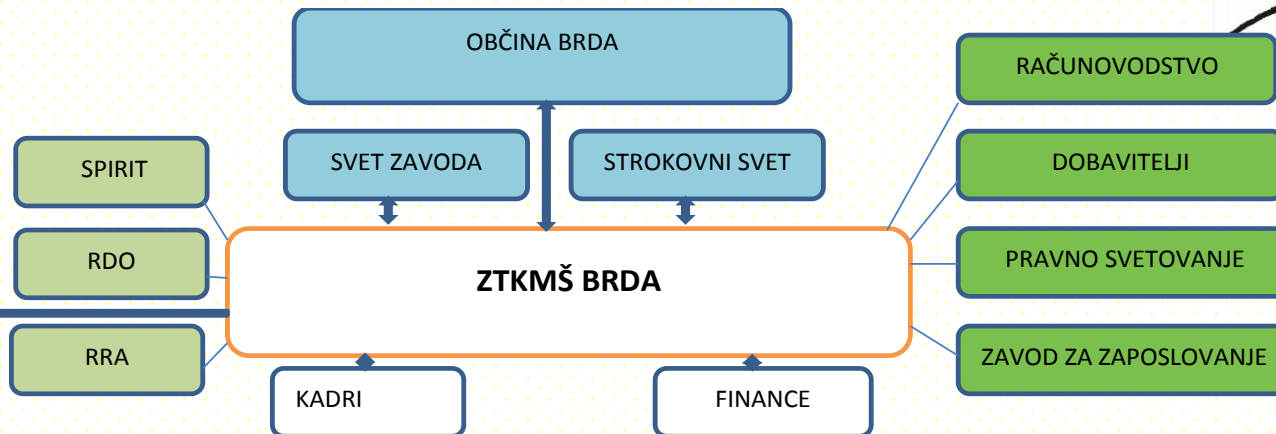 OBČINA BRDA
RAČUNOVODSTVO
SPIRIT
SVET ZAVODA
STROKOVNI SVET
DOBAVITELJI
RDO
ZTKMŠ BRDA
PRAVNO SVETOVANJE
RRA
ZAVOD ZA ZAPOSLOVANJE
KADRI
FINANCE